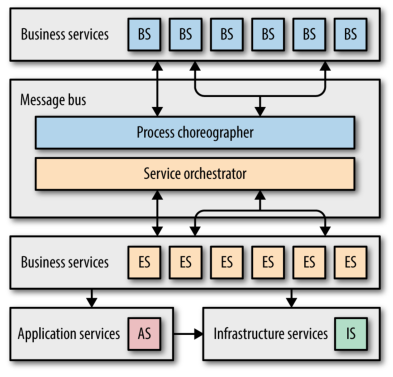 Business services BS BS BS BS BS BS
Message bus
Process choreographer
Service orchestrator
Business services ES ES ES ES ES ES
Application services AS Infrastructure services IS